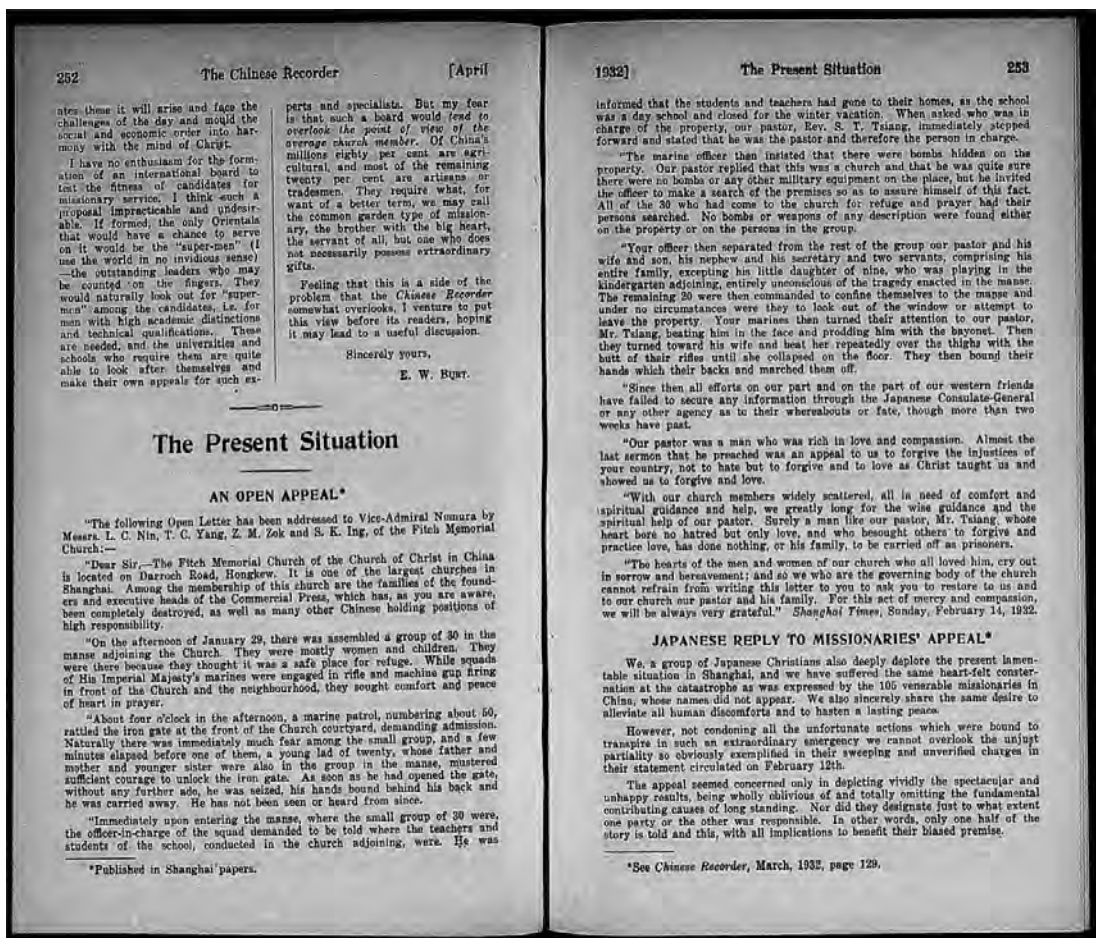 252 The Chinese Recorder [April
ates these it will arise and face the
challenges of the day and mould the
social and economic order into har-
mony with the mind of Christ.
I have no enthusiasm for the form-
ation of an international board to
test the fitness of candidates for
missionary service. I think such a
proposal impracticable and undesir-
able. If formed, the only Orientals
that would have a chance to serve
on it would be the "super-men" (I
use the world in no invidious sense)
—the outstanding leaders who may
be counted on the fingers. They
would naturally look out for "super-
men" among the candidates, i.e. for
men with high academic distinctions
and technical qualifications. These
are needed, and the universities and
schools who require them are quite
able to look after themselves and
make their own appeals for such ex-
perts and specialists. But my fear
is that such a board would tend to
overlook the point of view of the
average church member. Of China's
millions eighty per cent are agri-
cultural, and most of the remaining
twenty per cent are artisans or
tradesmen. They require what, for
want of a better term, we may call
the common garden type of mission-
ary, the brother with the big heart,
the servant of all, but one who does
not necessarily possess extraordinary
gifts.
Feeling that this is a side of the
problem that the Chinese Recorder
somewhat overlooks, I venture to put
this view before its readers, hoping
it may lead to a useful discussion.
Sincerely yours,
E. W. BURT.
The Present Situation
AN OPEN APPEAL*
"The following Open Letter has been addressed to Vice-Admiral Nomura by
Messrs. L. C. Nin, T. C. Yang, Z. M. Zok and S. K. Ing, of the Fitch Memorial
Church:—
"Dear Sir,—The Fitch Memorial Church of the Church of Christ in China
is located on Darroch Road, Hongkew. It is one of the largest churches in
Shanghai. Among the membership of this church are the families of the found-
ers and executive heads of the Commercial Press, which has, as you are aware,
been completely destroyed, as well as many other Chinese holding positions of
high responsibility.
"On the afternoon of January 29, there was assembled a group of 30 in the
manse adjoining the Church. They were mostly women and children. They
were there because they thought it was a safe place for refuge. While squads
of His Imperial Majesty's marines were engaged in rifle and machine gun firing
in front of the Church and the neighbourhood, they sought comfort and peace
of heart in prayer.
"About four o'clock in the afternoon, a marine patrol, numbering about 50,
rattled the iron gate at the front of the Church courtyard, demanding admission.
Naturally there was immediately much fear among the small group, and a few
minutes elapsed before one of them, a young lad of twenty, whose father and
mother and younger sister were also in the group in the manse, mustered
sufficient courage to unlock the iron gate. As soon as he had opened the gate,
without any further ado, he was seized, his hands bound behind his back and
he was carried away. He has not been seen or heard from since.
"Immediately upon entering the manse, where the small group of 30 were,
the officer-in-charge of the squad demanded to be told where the teachers and
students of the school, conducted in the church adjoining, were. He was
*Published in Shanghai papers.
1932] The Present Situation 253
informed that the students and teachers had gone to their homes, as the school
was a day school and closed for the winter vacation. When asked who was in
charge of the property, our pastor, Rev. S. T. Tsiang, immediately stepped
forward and stated that he was the pastor and therefore the person in charge.
"The marine officer then insisted that there were bombs hidden on the
property. Our pastor replied that this was a church and that he was quite sure
there were no bombs or any other military equipment on the place, but he invited
the officer to make a search of the premises so as to assure himself of this fact.
All of the 30 who had come to the church for refuge and prayer had their
persons searched. No bombs or weapons of any description were found either
on the property or on the persons in the group.
"Your officer then separated from the rest of the group our pastor and his
wife and son, his nephew and his secretary and two servants, comprising his
entire family, excepting his little daughter of nine, who was playing in the
kindergarten adjoining, entirely unconscious of the tragedy enacted in the manse.
The remaining 20 were then commanded to confine themselves to the manse and
under no circumstances were they to look out of the window or attempt to
leave the property. Your marines then turned their attention to our pastor,
Mr. Tsiang, beating him in the face and prodding him with the bayonet. Then
they turned toward his wife and beat her repeatedly over the thighs with the
butt of their rifles until she collapsed on the floor. They then bound their
hands which their backs and marched them off.
"Since then all efforts on our part and on the part of our western friends
have failed to secure any information through the Japanese Consulate-General
or any other agency as to their whereabouts or fate, though more than two
weeks have past.
"Our pastor was a man who was rich in love and compassion. Almost the
last sermon that he preached was an appeal to us to forgive the injustices of
your country, not to hate but to forgive and to love as Christ taught us and
showed us to forgive and love.
"With our church members widely scattered, all in need of comfort and
spiritual guidance and help, we greatly long for the wise guidance and the
spiritual help of our pastor. Surely a man like our pastor, Mr. Tsiang, whose
heart bore no hatred but only love, and who besought others to forgive and
practice love, has done nothing, or his family, to be carried off as prisoners.
"The hearts of the men and women of our church who all loved him, cry out
in sorrow and bereavement; and so we who are the governing body of the church
cannot refrain from writing this letter to you to ask you to restore to us and
to our church our pastor and his family. For this act of mercy and compassion,
we will be always very grateful." Shanghai Times, Sunday, February 14, 1932.
JAPANESE REPLY TO MISSIONARIES' APPEAL*
We, a group of Japanese Christians also deeply deplore the present lamen-
table situation in Shanghai, and we have suffered the same heart-felt conster-
nation at the catastrophe as was expressed by the 105 venerable missionaries in
China, whose names did not appear. We also sincerely share the same desire to
alleviate all human discomforts and to hasten a lasting peace.
However, not condoning all the unfortunate actions which were bound to
transpire in such an extraordinary emergency we cannot overlook the unjust
partiality so obviously exemplified in their sweeping and unverified charges in
their statement circulated on February 12th.
The appeal seemed concerned only in depicting vividly the spectacular and
unhappy results, being wholly oblivious of and totally omitting the fundamental
contributing causes of long standing. Nor did they designate just to what extent
one party or the other was responsible. In other words, only one half of the
story is told and this, with all implications to benefit their biased premise.
*See Chinese Recorder, March, 1932, page 129.